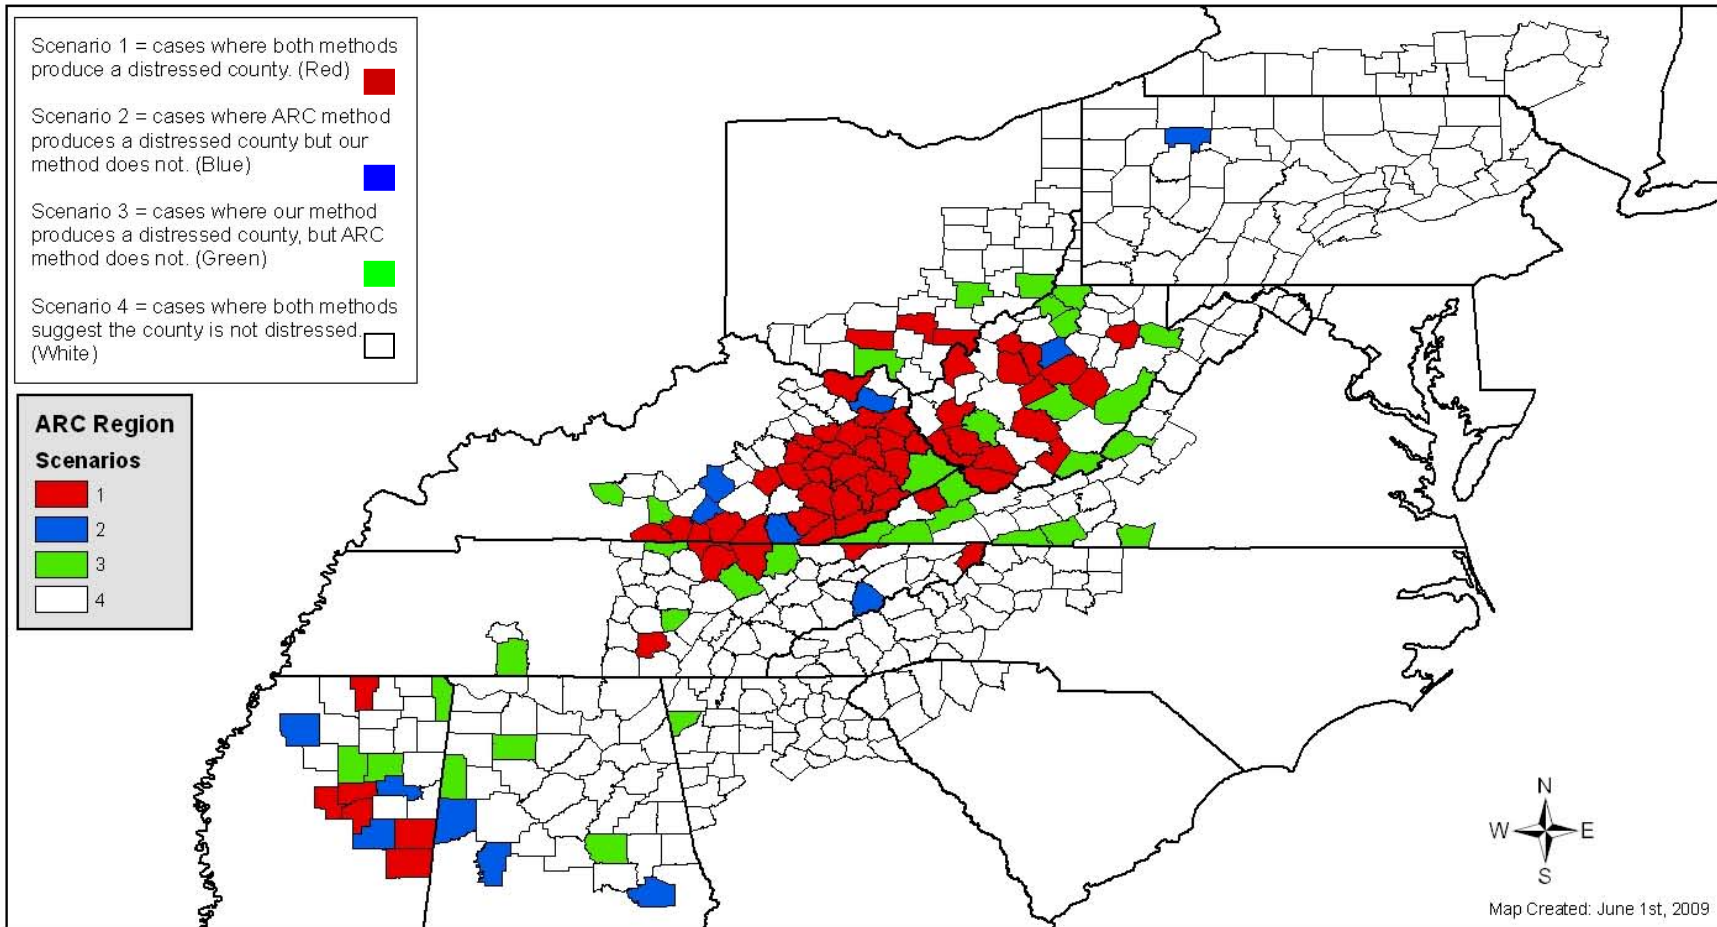 Scenario 1 = cases where both methods
produce a distressed county. (Red)
Scenario 2 = cases where ARC method
produces a distressed county but our
method does not. (Blue)
Scenario 3 = cases where our method
produces a distressed county, but ARC
method does not. (Green)
Scenario 4 = cases where both methods
suggest the county is not distressed.
(White)
ARC Region
Scenarios
1
2
3
4
N
W E
S
Map Created: June 1st, 2009